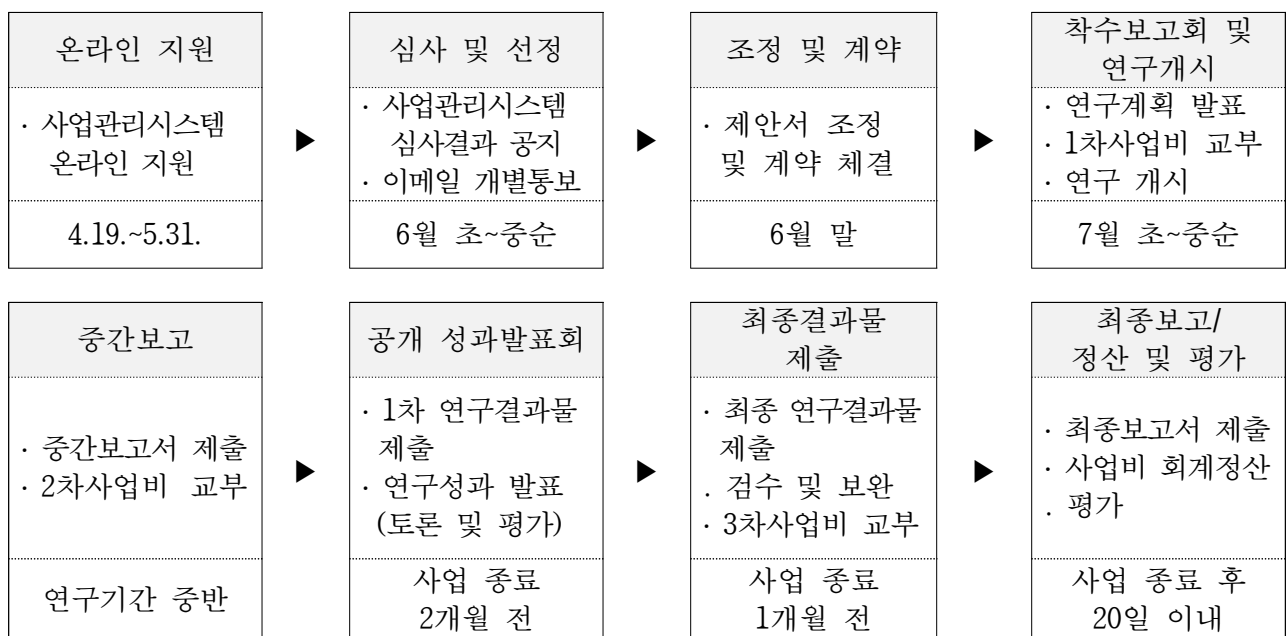 온라인 지원
· 사업관리시스템
온라인 지원
4.19.~5.31.
▶
심사 및 선정
· 사업관리시스템
심사결과 공지
· 이메일 개별통보
6월 초~중순
▶
조정 및 계약
· 제안서 조정
및 계약 체결
6월 말
▶
착수보고회 및
연구개시
· 연구계획 발표
· 1차사업비 교부
· 연구 개시
7월 초~중순
중간보고
· 중간보고서 제출
· 2차사업비 교부
연구기간 중반
▶
공개 성과발표회
· 1차 연구결과물
제출
· 연구성과 발표
(토론 및 평가)
사업 종료
2개월 전
▶
최종결과물
제출
· 최종 연구결과물
제출
. 검수 및 보완
· 3차사업비 교부
사업 종료
1개월 전
▶
최종보고/
정산 및 평가
· 최종보고서 제출
· 사업비 회계정산
. 평가
사업 종료 후
20일 이내